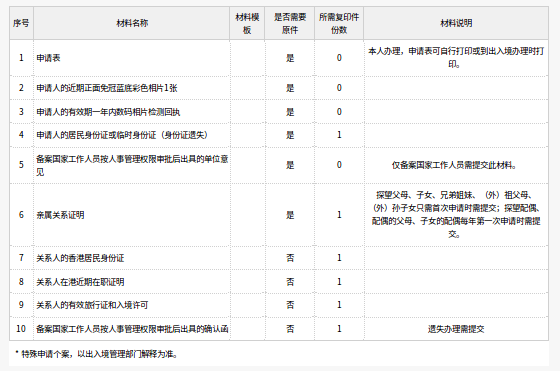 序号 材料名称 材料模板 是否需要原件 所需复印件份数 材料说明
1 申请表 是 0 本人办理，申请表可自行打印或到出入境办理时打印。
2 申请人的近期正面免冠蓝底彩色相片1张 是 0
3 申请人的有效期一年内数码相片检测回执 是 0
4 申请人的居民身份证或临时身份证（身份证遗失） 是 1
5 备案国家工作人员按人事管理权限审批后出具的单位意见 是 0 仅备案国家工作人员需提交此材料。
6 亲属关系证明 是 1 探望父母、子女、兄弟姐妹、（外）祖父母、（外）孙子女只需首次申请时需提交；探望配偶、配偶的父母、子女的配偶每年第一次申请时需提交。
7 关系人的香港居民身份证 否 1
8 关系人在港近期在职证明 否 1
9 关系人的有效旅行证和入境许可 否 1
10 备案国家工作人员按人事管理权限审批后出具的确认函 否 1 遗失办理需提交
* 特殊申请个案，以出入境管理部门解释为准。